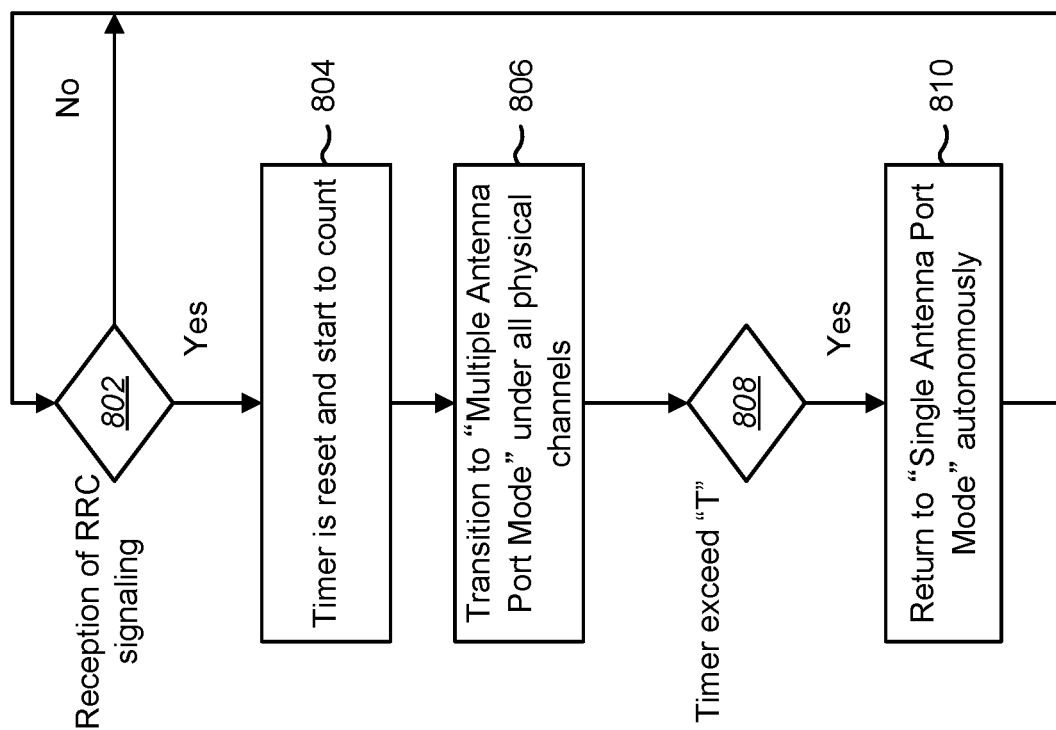 Reception of RRC
signaling
802
No
Yes
Timer is reset and start to count
804
Transition to “Multiple Antenna
Port Mode” under all physical
channels
806
Timer exceed “T”
808
Yes
Return to “Single Antenna Port
Mode” autonomously
810